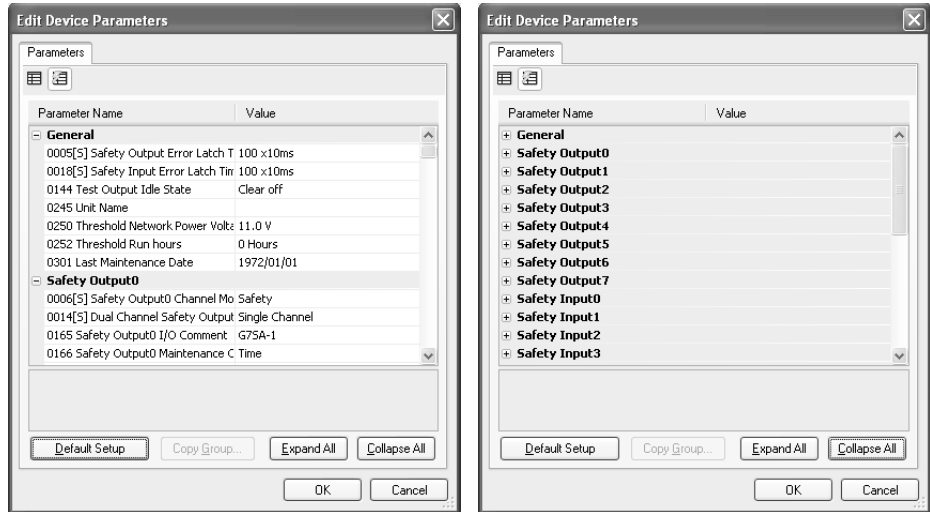 Edit Device Parameters
Parameters
Parameter Name Value
General
0005[S] Safety Output Error Latch T 100 x10ms
0018[S] Safety Input Error Latch Tim 100 x10ms
0144 Test Output Idle State Clear off
0245 Unit Name
0250 Threshold Network Power Volta 11.0 V
0252 Threshold Run hours 0 Hours
0301 Last Maintenance Date 1972/01/01
Safety Output0
0006[S] Safety Output0 Channel Mo Safety
0014[S] Dual Channel Safety Output Single Channel
0165 Safety Output0 I/O Comment G7SA-1
0166 Safety Output0 Maintenance C Time
Default Setup Copy Group... Expand All Collapse All
OK Cancel
Edit Device Parameters
Parameters
Parameter Name Value
General
Safety Output0
Safety Output1
Safety Output2
Safety Output3
Safety Output4
Safety Output5
Safety Output6
Safety Output7
Safety Input0
Safety Input1
Safety Input2
Safety Input3
Default Setup Copy Group... Expand All Collapse All
OK Cancel